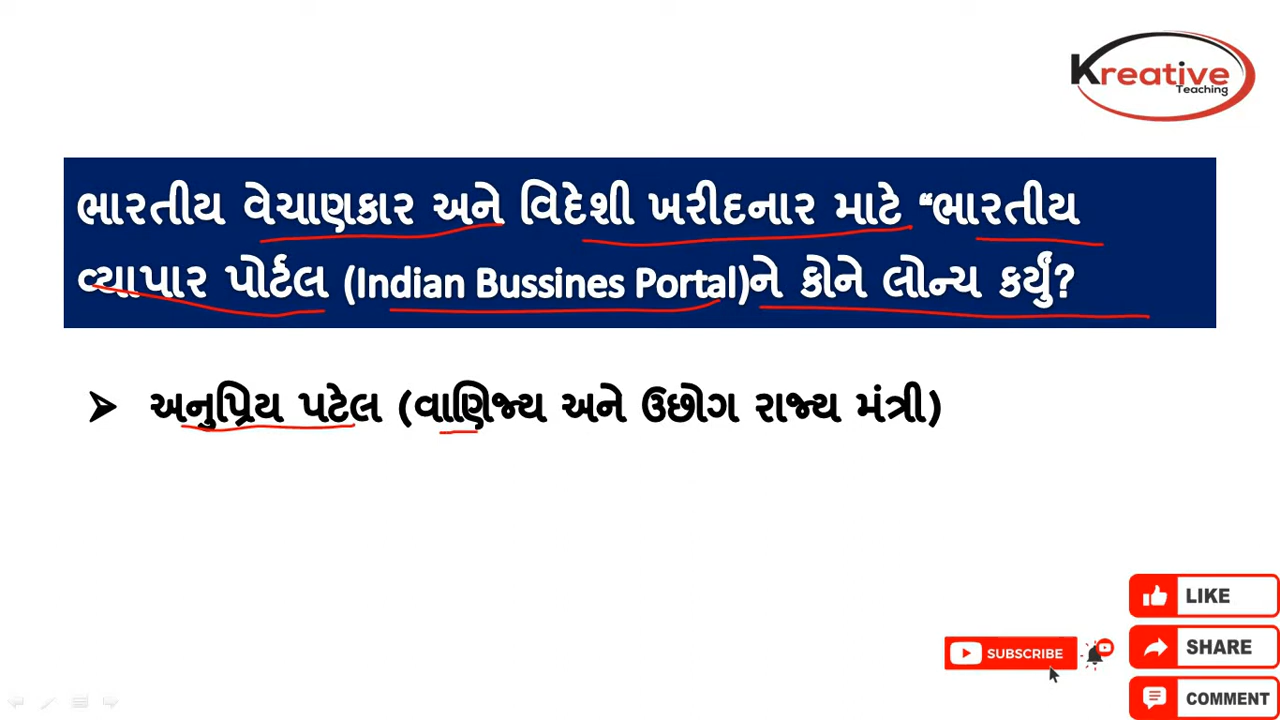 Kreative
Teaching
ભારતીય વેચાણકાર અને વિદેશી ખરીદનાર માટે “ભારતીય
વ્યાપાર પોર્ટલ (Indian Bussines Portal)ને કોને લોન્ચ કર્યું?
➢ અનુપ્રિય પટેલ (વાણિજ્ય અને ઉછોગ રાજ્ય મંત્રી)
LIKE
SUBSCRIBE
SHARE
COMMENT